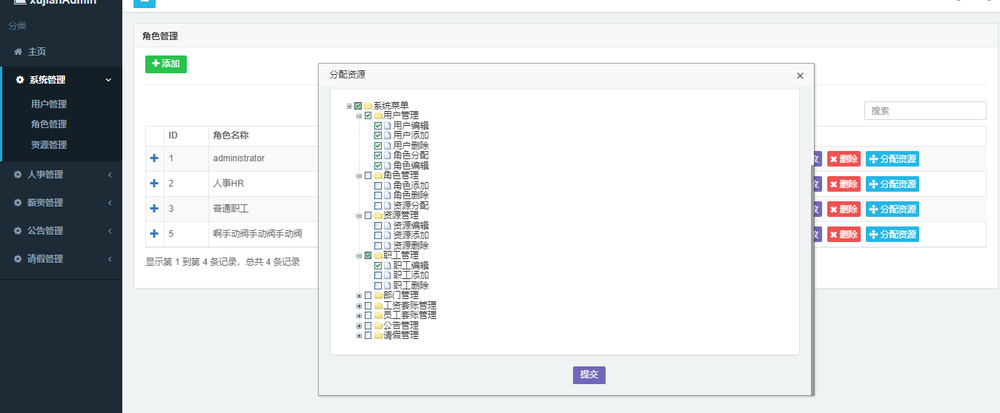 xujianAdmin
分类
主页
系统管理
用户管理
角色管理
资源管理
人事管理
薪资管理
公告管理
请假管理
角色管理
添加
搜索
ID 角色名称
1 administrator
2 人事HR
3 普通职工
5 啊手动阀手动阀手动阀
显示第 1 到第 4 条记录，总共 4 条记录
删除 分配资源
删除 分配资源
删除 分配资源
删除 分配资源
分配资源
×
系统菜单
用户管理
用户编辑
用户添加
用户删除
角色分配
角色编辑
角色管理
角色添加
角色删除
资源分配
资源管理
资源编辑
资源添加
资源删除
职工管理
职工编辑
职工添加
职工删除
部门管理
工资套账管理
员工套账管理
公告管理
请假管理
提交